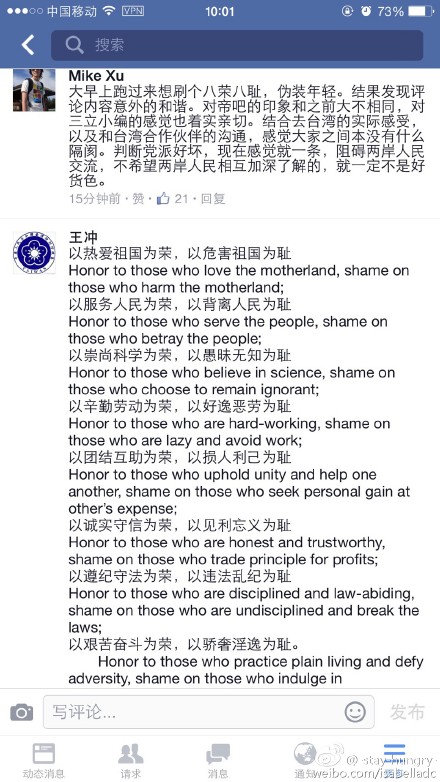 中国移动 VPN 10:01 73%
搜索
Mike Xu
大早上跑过来想刷个八荣八耻，伪装年轻。结果发现评
论内容意外的和谐。对帝吧的印象和之前大不相同，对
三立小编的感觉也着实亲切。结合去台湾的实际感受，
以及和台湾合作伙伴的沟通，感觉大家之间本没有什么
隔阂。判断党派好坏，现在感觉就一条，阻碍两岸人民
交流，不希望两岸人民相互加深了解的，就一定不是好
货色。
15分钟前 · 赞 · 21 · 回复
王冲
以热爱祖国为荣，以危害祖国为耻
Honor to those who love the motherland, shame on
those who harm the motherland;
以服务人民为荣，以背离人民为耻
Honor to those who serve the people, shame on
those who betray the people;
以崇尚科学为荣，以愚昧无知为耻
Honor to those who believe in science, shame on
those who choose to remain ignorant;
以辛勤劳动为荣，以好逸恶劳为耻
Honor to those who are hard-working, shame on
those who are lazy and avoid work;
以团结互助为荣，以损人利己为耻
Honor to those who uphold unity and help one
another, shame on those who seek personal gain at
other's expense;
以诚实守信为荣，以见利忘义为耻
Honor to those who are honest and trustworthy,
shame on those who trade principle for profits;
以遵纪守法为荣，以违法乱纪为耻
Honor to those who are disciplined and law-abiding,
shame on those who are undisciplined and break the
laws;
以艰苦奋斗为荣，以骄奢淫逸为耻。
Honor to those who practice plain living and defy
adversity, shame on those who indulge in
写评论... 发布
动态消息 请求 消息 通知
weibo.com/isabelladc